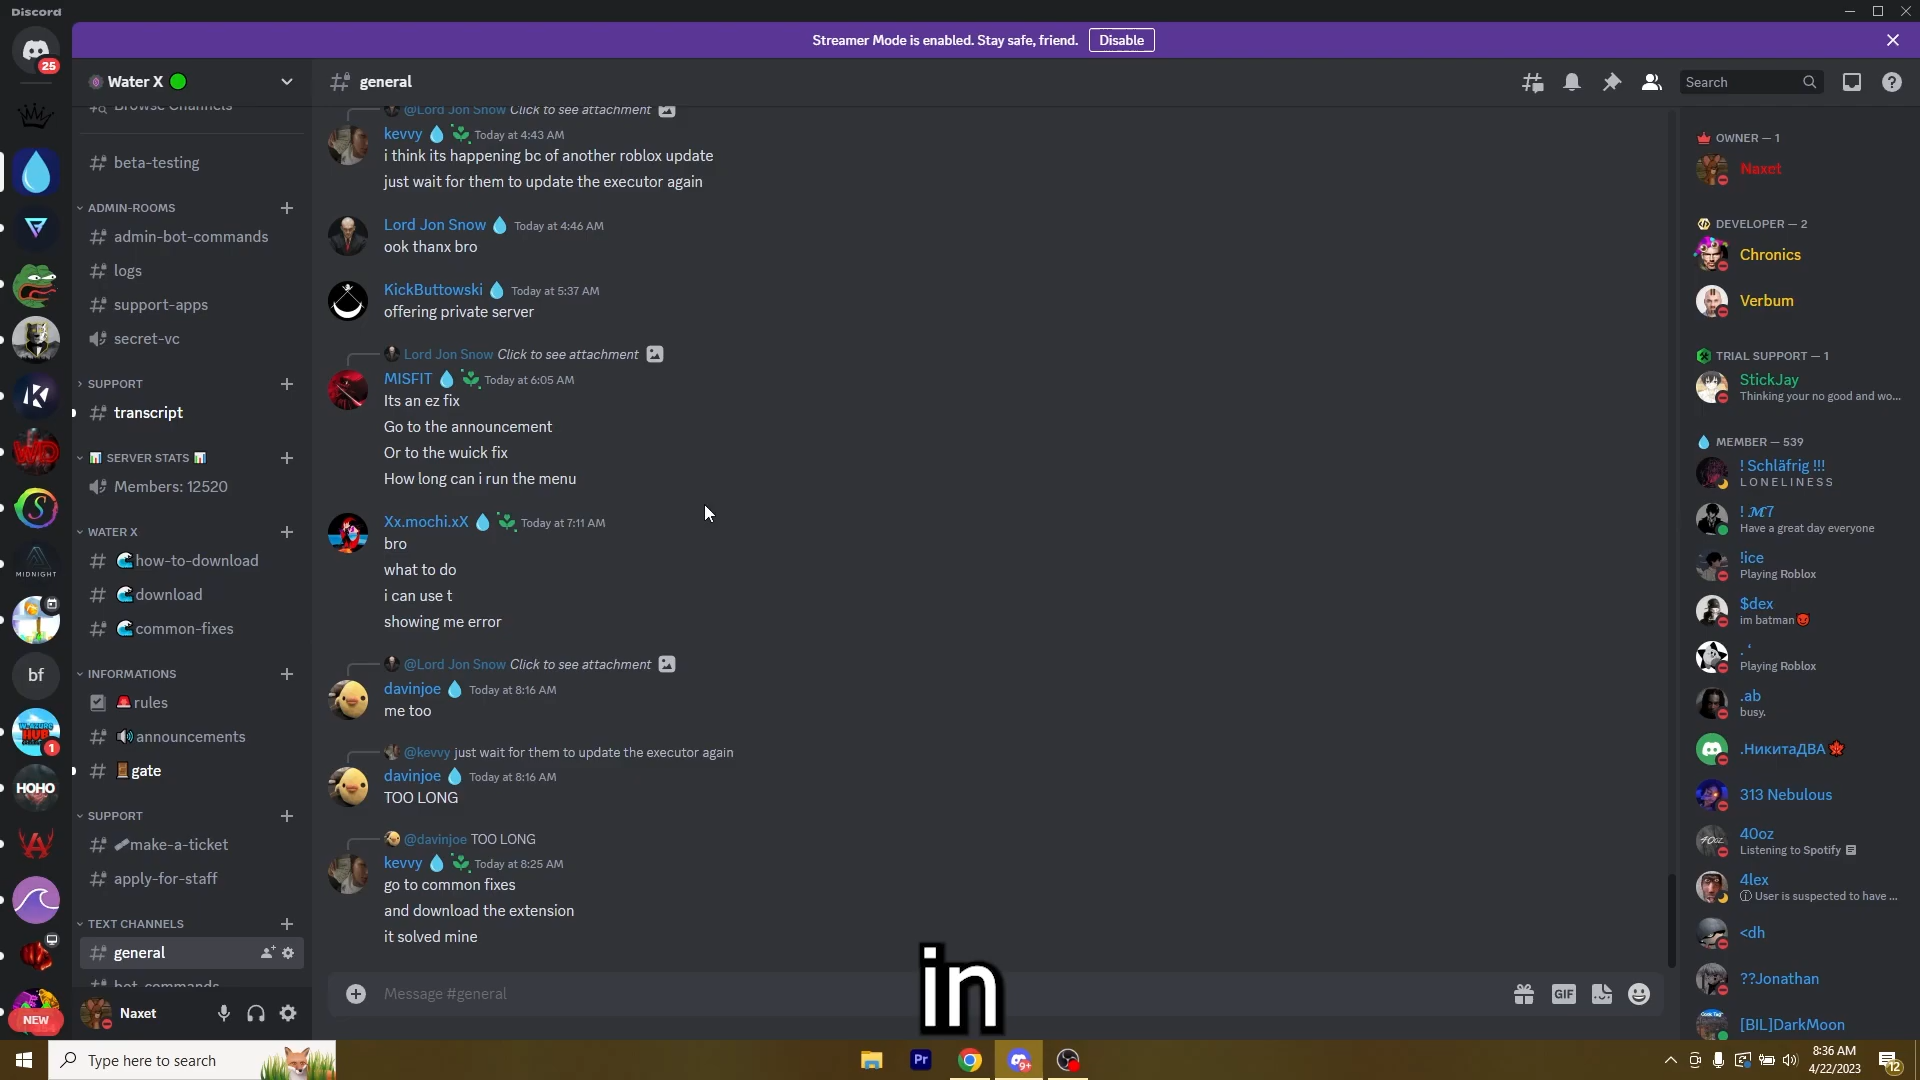 Discord
Streamer Mode is enabled. Stay safe, friend. Disable
25
Water X
general
Search
Browse Channels
beta-testing
ADMIN-ROOMS
admin-bot-commands
logs
support-apps
secret-vc
SUPPORT
transcript
SERVER STATS
Members: 12520
WATER X
how-to-download
download
common-fixes
INFORMATIONS
rules
announcements
gate
SUPPORT
make-a-ticket
apply-for-staff
TEXT CHANNELS
general
bot-commands
Naxet
MIDNIGHT
bf
HUB
1
HOHO
NEW
@Lord Jon Snow Click to see attachment
kevvy Today at 4:43 AM
i think its happening bc of another roblox update
just wait for them to update the executor again
Lord Jon Snow Today at 4:46 AM
ook thanx bro
KickButtowski Today at 5:37 AM
offering private server
Lord Jon Snow Click to see attachment
MISFIT Today at 6:05 AM
Its an ez fix
Go to the announcement
Or to the wuick fix
How long can i run the menu
Xx.mochi.xX Today at 7:11 AM
bro
what to do
i can use t
showing me error
@Lord Jon Snow Click to see attachment
davinjoe Today at 8:16 AM
me too
@kevvy just wait for them to update the executor again
davinjoe Today at 8:16 AM
TOO LONG
@davinjoe TOO LONG
kevvy Today at 8:25 AM
go to common fixes
and download the extension
it solved mine
Message #general
GIF
in
OWNER — 1
Naxet
DEVELOPER — 2
Chronics
Verbum
TRIAL SUPPORT — 1
StickJay
Thinking your no good and wo...
MEMBER — 539
! Schläfrig !!!
L O N E L I N E S S
! 𝓜7
Have a great day everyone
!ice
Playing Roblox
$dex
im batman
. ‘
Playing Roblox
.ab
busy.
.НикитаДВА
313 Nebulous
40oz
Listening to Spotify
4lex
User is suspected to have ...
<dh
??Jonathan
[BIL]DarkMoon
Type here to search
Pr
9+
8:36 AM
4/22/2023
12